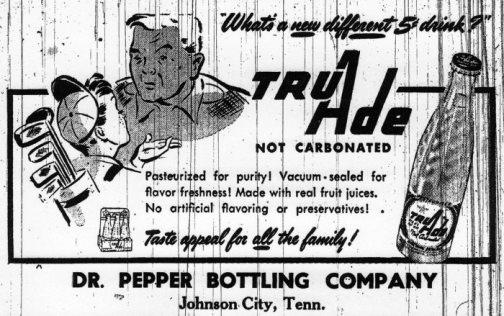 "What's a new different 5¢ drink?"
TRU Ade
NOT CARBONATED
Pasteurized for purity! Vacuum-sealed for
flavor freshness! Made with real fruit juices.
No artificial flavoring or preservatives!
Taste appeal for all the family!
TRU Ade
DR. PEPPER BOTTLING COMPANY
Johnson City, Tenn.